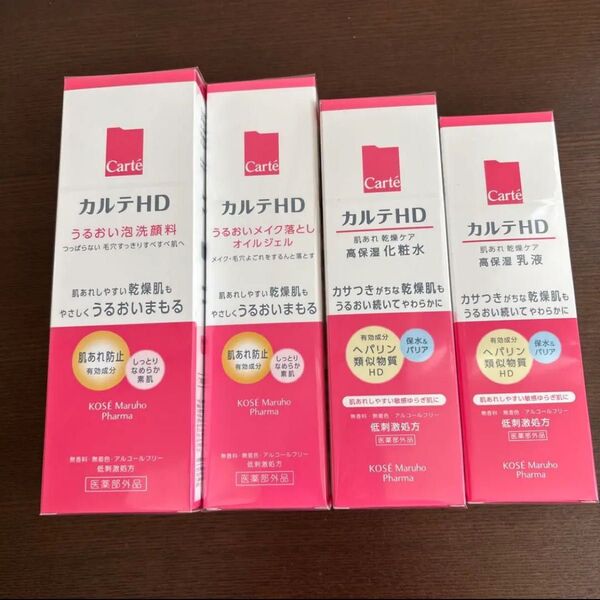 Carté
カルテHD
うるおい泡洗顔料
つっぱらない 毛穴すっきりすべすべ肌へ
肌あれしやすい乾燥肌も
やさしくうるおいまもる
肌あれ防止
有効成分
しっとり
なめらか
素肌
KOSÉ Maruho
Pharma
無香料・無着色・アルコールフリー
低刺激処方
医薬部外品
Carté
カルテHD
うるおいメイク落とし
オイルジェル
メイク・毛穴よごれをするんと落とす
肌あれしやすい乾燥肌も
やさしくうるおいまもる
肌あれ防止
有効成分
しっとり
なめらか
素肌
KOSÉ Maruho
Pharma
無香料・無着色・アルコールフリー
低刺激処方
医薬部外品
Carté
カルテHD
肌あれ 乾燥ケア
高保湿 化粧水
カサつきがちな乾燥肌も
うるおい続いてやわらかに
有効成分
ヘパリン
類似物質
HD
保水&
バリア
肌あれしやすい敏感ゆらぎ肌に
無香料・無着色・アルコールフリー
低刺激処方
医薬部外品
KOSÉ Maruho
Pharma
Carté
カルテHD
肌あれ 乾燥ケア
高保湿 乳液
カサつきがちな乾燥肌も
うるおい続いてやわらかに
有効成分
ヘパリン
類似物質
HD
保水&
バリア
肌あれしやすい敏感ゆらぎ肌に
無香料・無着色・アルコールフリー
低刺激処方
医薬部外品
KOSÉ Maruho
Pharma